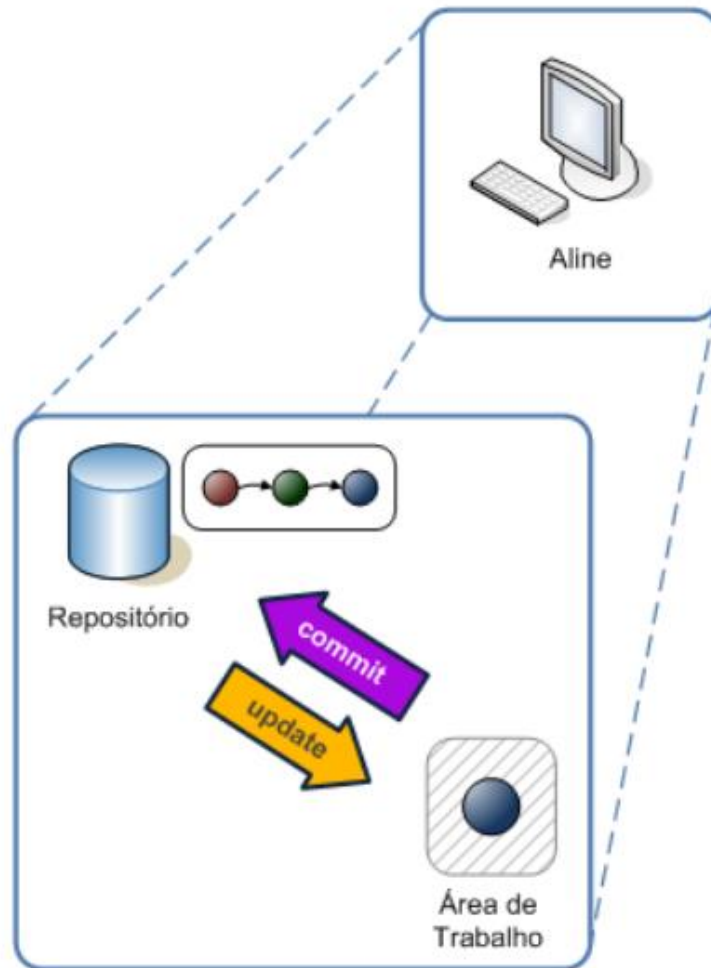 Aline
Repositório
commit
update
Área de
Trabalho